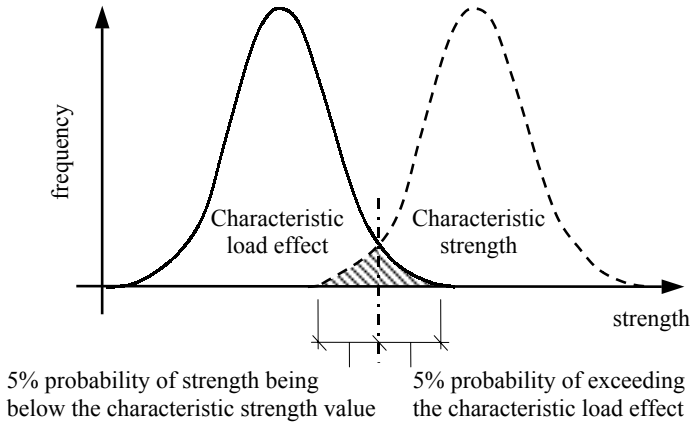 frequency
Characteristic
load effect
Characteristic
strength
strength
5% probability of strength being
below the characteristic strength value
5% probability of exceeding
the characteristic load effect